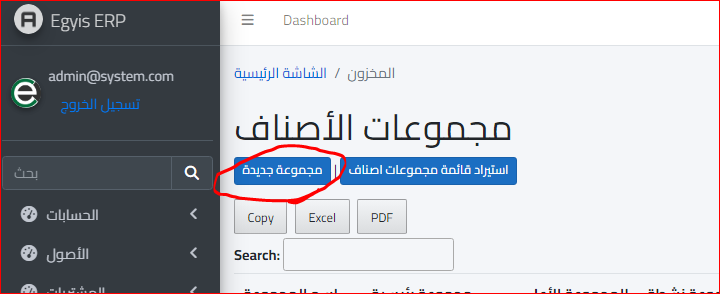 Egyis ERP
Dashboard
admin@system.com
تسجيل الخروج
بحث
الحسابات
الأصول
المشتريات
الشاشة الرئيسية / المخزون
مجموعات الأصناف
مجموعة جديدة | استيراد قائمة مجموعات اصناف
Copy Excel PDF
Search: